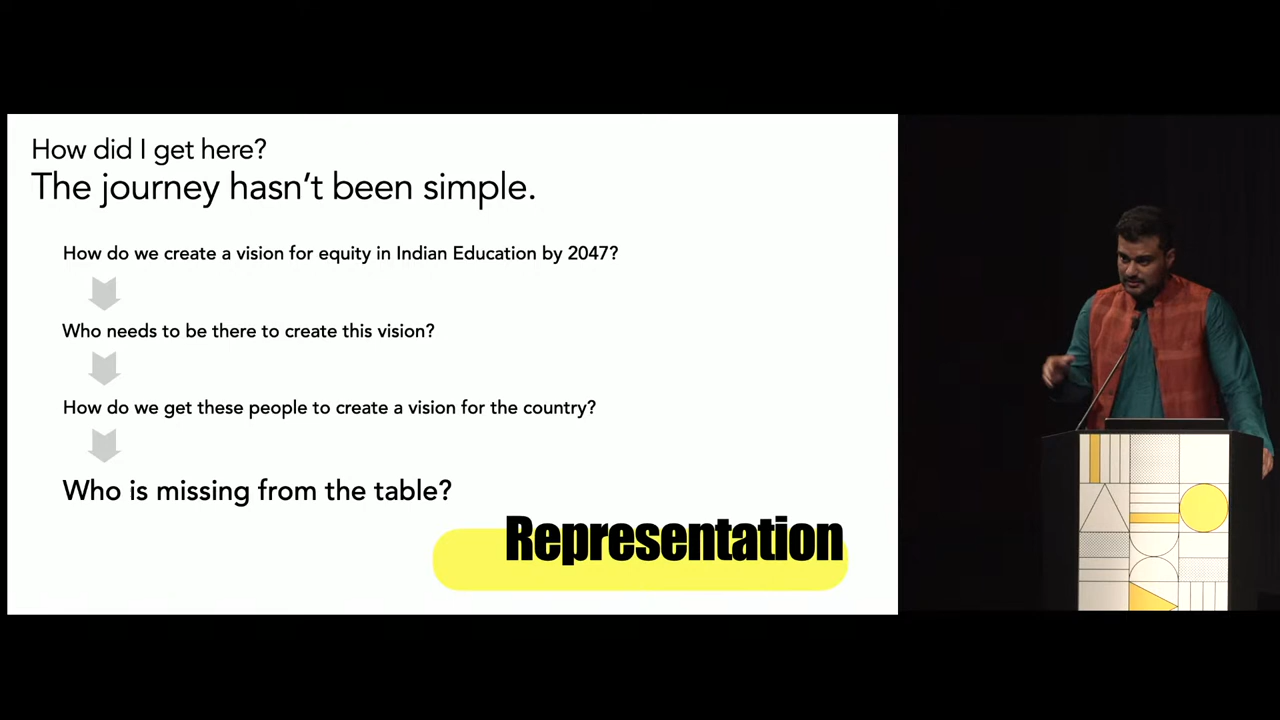 How did I get here?
The journey hasn't been simple.
How do we create a vision for equity in Indian Education by 2047?
Who needs to be there to create this vision?
How do we get these people to create a vision for the country?
Who is missing from the table?
Representation